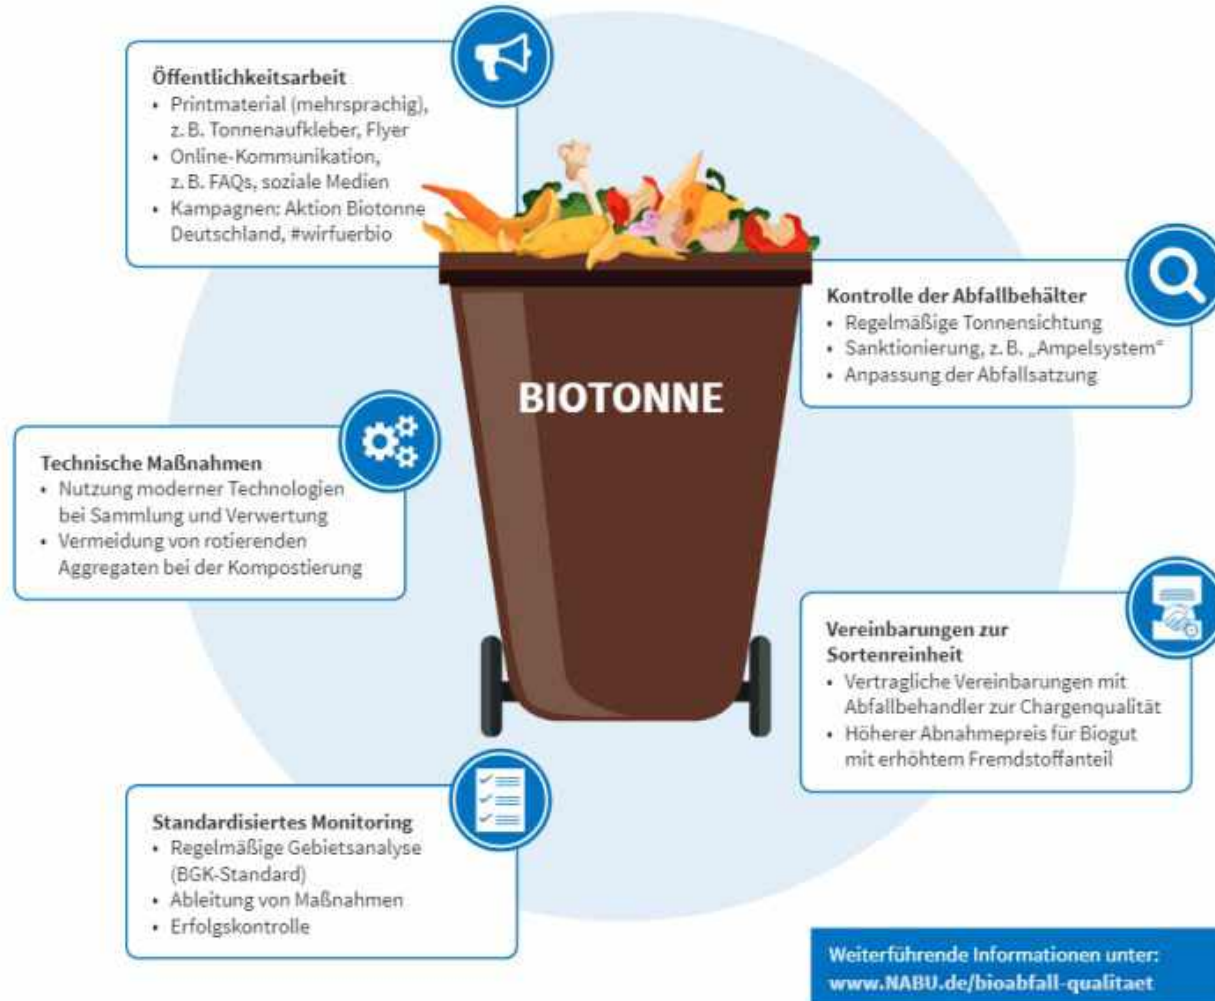 Öffentlichkeitsarbeit
• Printmaterial (mehrsprachig),
z. B. Tonnenaufkleber, Flyer
• Online-Kommunikation,
z. B. FAQs, soziale Medien
• Kampagnen: Aktion Biotonne
Deutschland, #wirfuerbio
Kontrolle der Abfallbehälter
• Regelmäßige Tonnensichtung
• Sanktionierung, z. B. „Ampelsystem“
• Anpassung der Abfallsatzung
BIOTONNE
Technische Maßnahmen
• Nutzung moderner Technologien
bei Sammlung und Verwertung
• Vermeidung von rotierenden
Aggregaten bei der Kompostierung
Vereinbarungen zur
Sortenreinheit
• Vertragliche Vereinbarungen mit
Abfallbehandler zur Chargenqualität
• Höherer Abnahmepreis für Biogut
mit erhöhtem Fremdstoffanteil
Standardisiertes Monitoring
• Regelmäßige Gebietsanalyse
(BGK-Standard)
• Ableitung von Maßnahmen
• Erfolgskontrolle
Weiterführende Informationen unter:
www.NABU.de/bioabfall-qualitaet